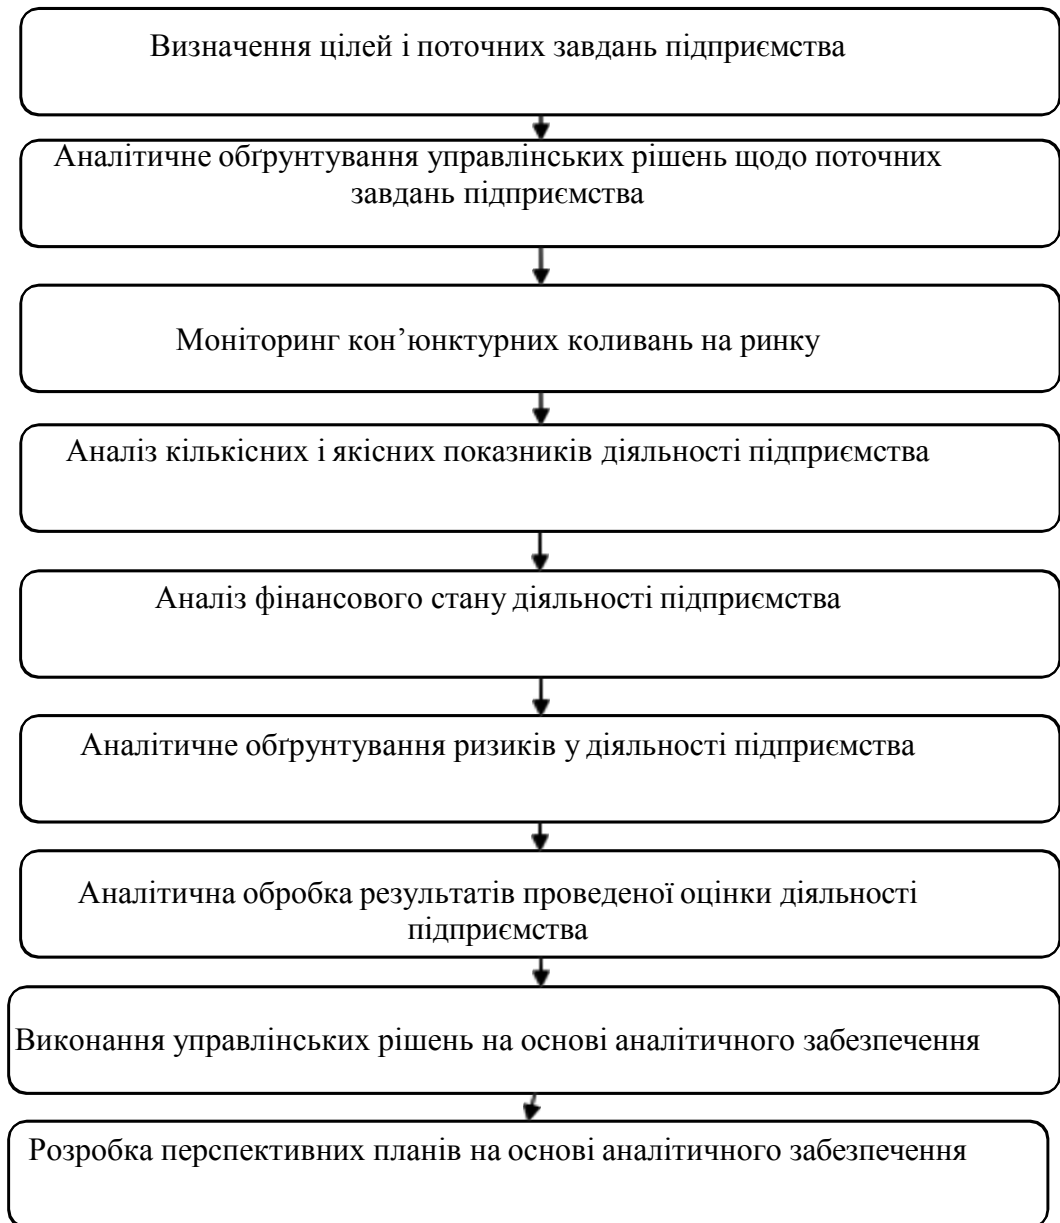 Визначення цілей і поточних завдань підприємства
Аналітичне обґрунтування управлінських рішень щодо поточних
завдань підприємства
Моніторинг кон’юнктурних коливань на ринку
Аналіз кількісних і якісних показників діяльності підприємства
Аналіз фінансового стану діяльності підприємства
Аналітичне обґрунтування ризиків у діяльності підприємства
Аналітична обробка результатів проведеної оцінки діяльності
підприємства
Виконання управлінських рішень на основі аналітичного забезпечення
Розробка перспективних планів на основі аналітичного забезпечення